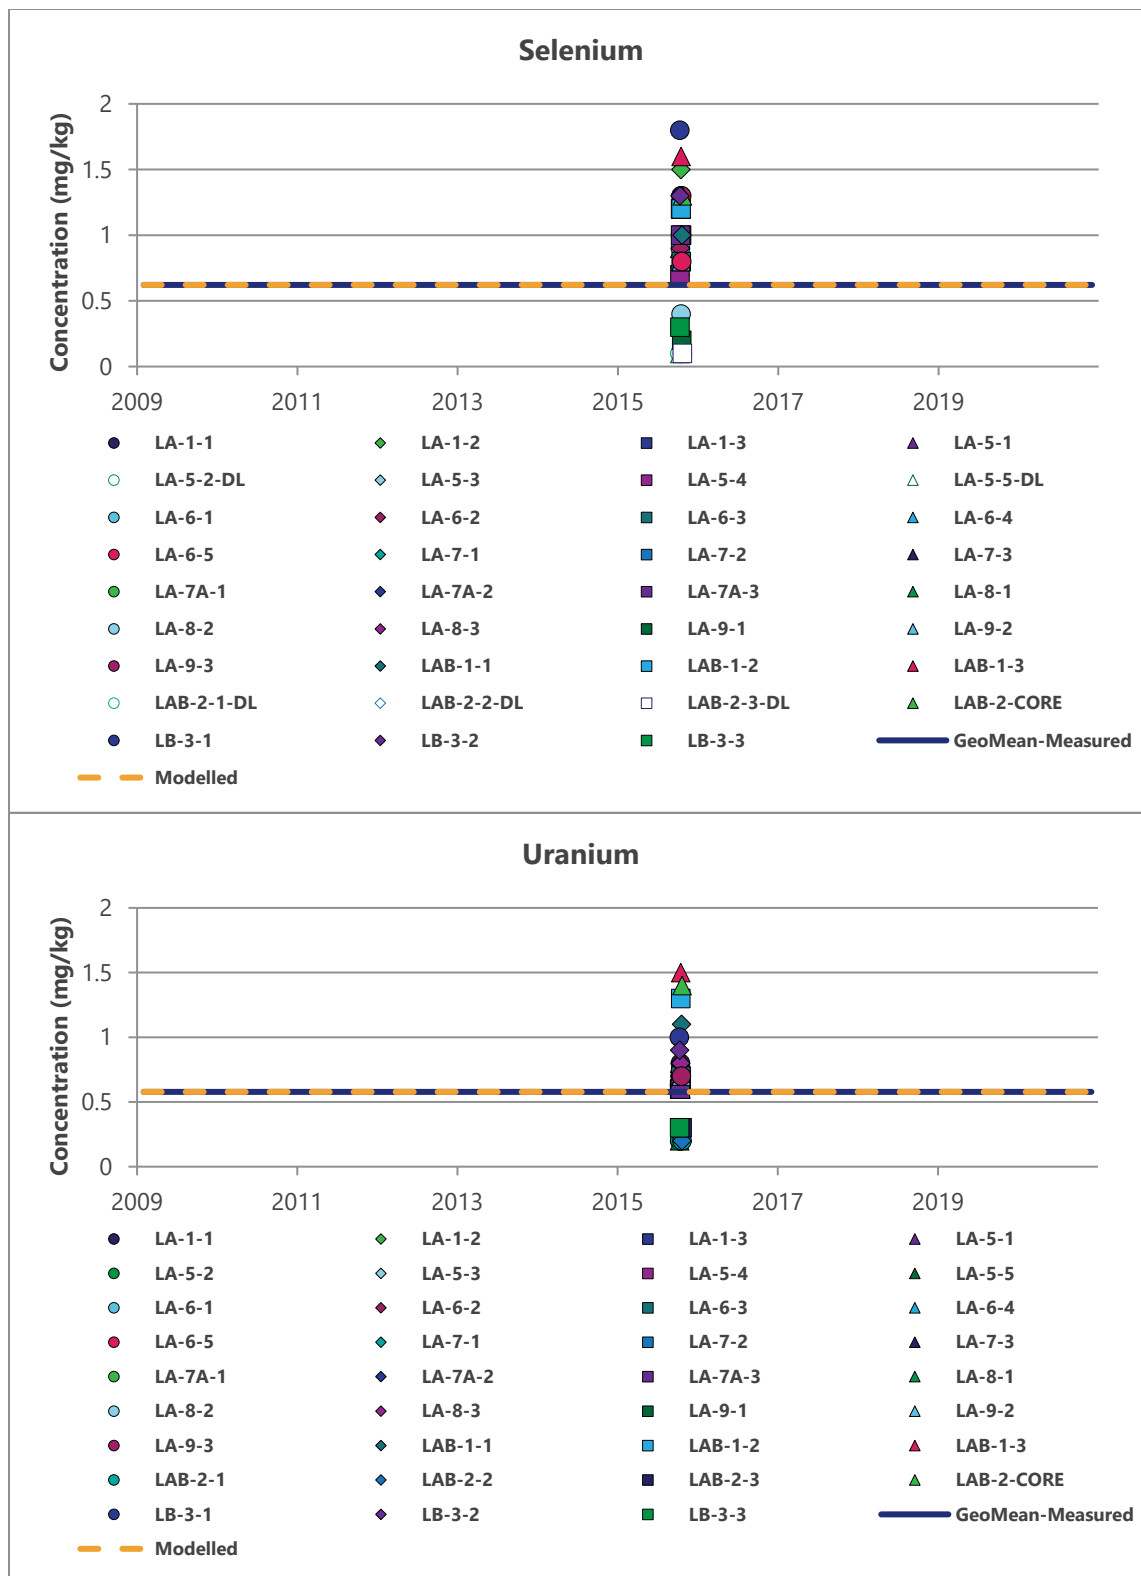 Selenium
Concentration (mg/kg)
2
1.5
1
0.5
0
2009 2011 2013 2015 2017 2019
LA-1-1 LA-1-2 LA-1-3 LA-5-1
LA-5-2-DL LA-5-3 LA-5-4 LA-5-5-DL
LA-6-1 LA-6-2 LA-6-3 LA-6-4
LA-6-5 LA-7-1 LA-7-2 LA-7-3
LA-7A-1 LA-7A-2 LA-7A-3 LA-8-1
LA-8-2 LA-8-3 LA-9-1 LA-9-2
LA-9-3 LAB-1-1 LAB-1-2 LAB-1-3
LAB-2-1-DL LAB-2-2-DL LAB-2-3-DL LAB-2-CORE
LB-3-1 LB-3-2 LB-3-3 GeoMean-Measured
Modelled
Uranium
Concentration (mg/kg)
2
1.5
1
0.5
0
2009 2011 2013 2015 2017 2019
LA-1-1 LA-1-2 LA-1-3 LA-5-1
LA-5-2 LA-5-3 LA-5-4 LA-5-5
LA-6-1 LA-6-2 LA-6-3 LA-6-4
LA-6-5 LA-7-1 LA-7-2 LA-7-3
LA-7A-1 LA-7A-2 LA-7A-3 LA-8-1
LA-8-2 LA-8-3 LA-9-1 LA-9-2
LA-9-3 LAB-1-1 LAB-1-2 LAB-1-3
LAB-2-1 LAB-2-2 LAB-2-3 LAB-2-CORE
LB-3-1 LB-3-2 LB-3-3 GeoMean-Measured
Modelled